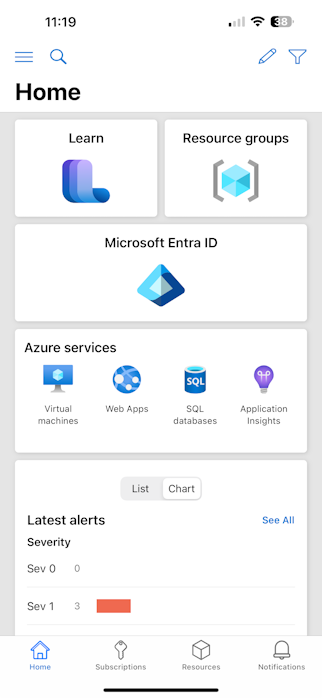 11:19
38
Home
Learn
Resource groups
Microsoft Entra ID
Azure services
Virtual machines
Web Apps
SQL
SQL databases
Application Insights
List
Chart
Latest alerts
See All
Severity
Sev 0
0
Sev 1
3
Home
Subscriptions
Resources
Notifications